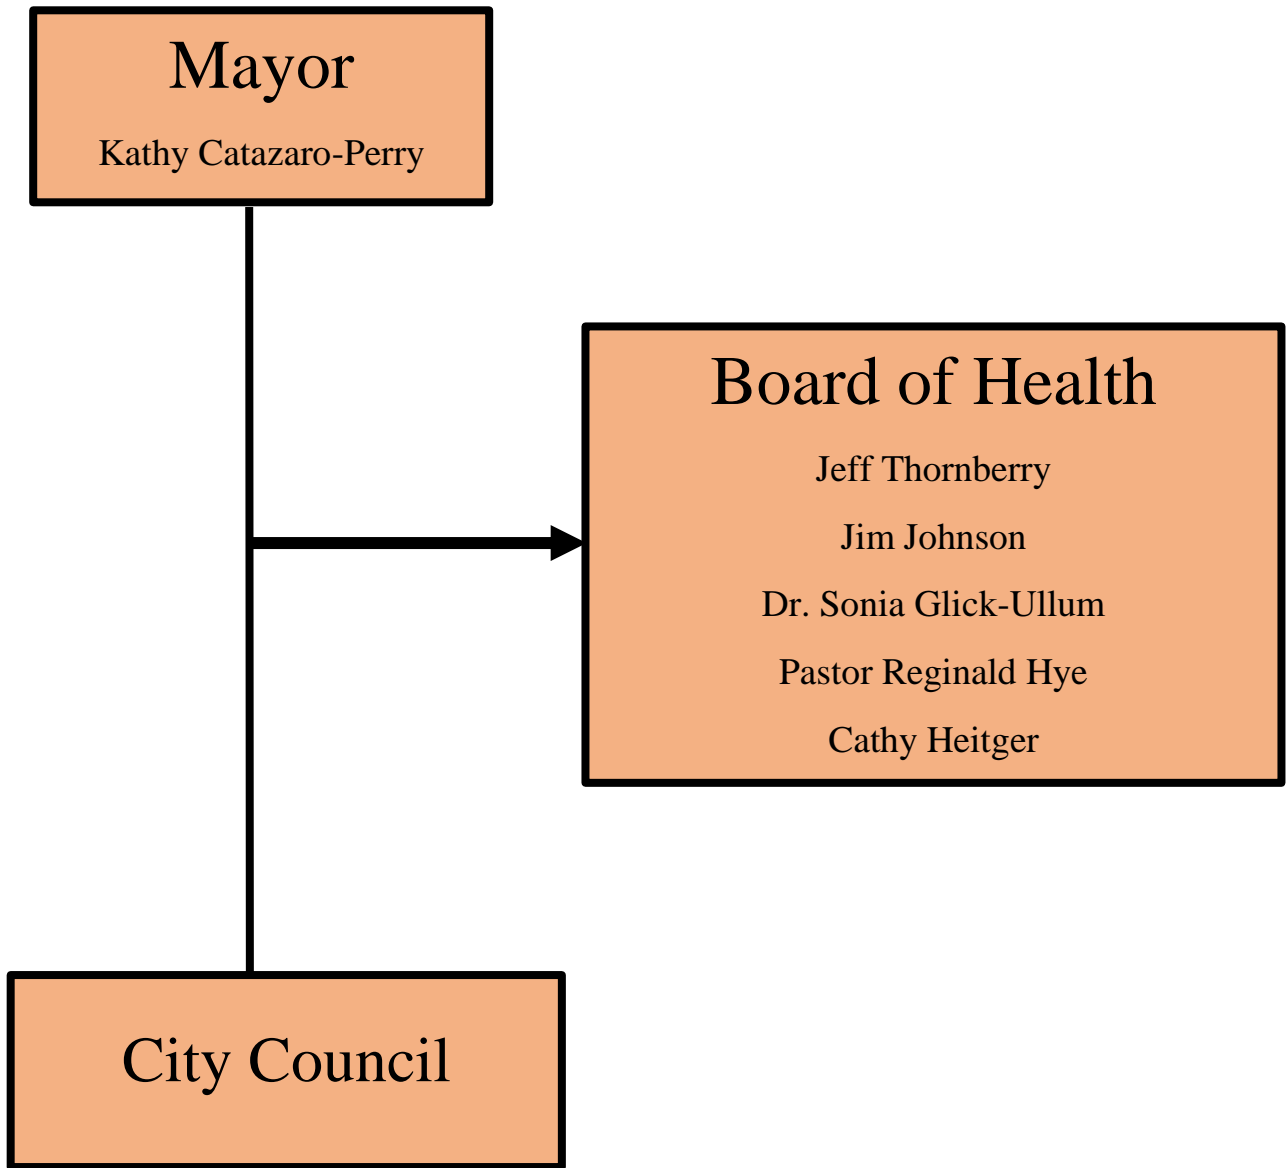 Mayor
Kathy Catazaro-Perry
Board of Health
Jeff Thornberry
Jim Johnson
Dr. Sonia Glick-Ullum
Pastor Reginald Hye
Cathy Heitger
City Council